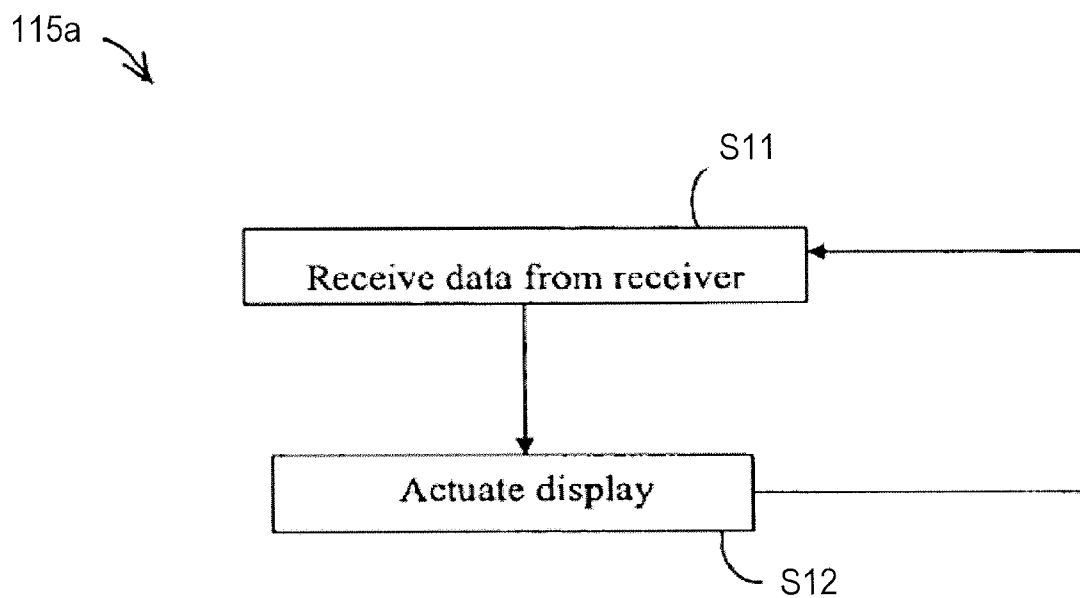 115a
S11
Receive data from receiver
Actuate display
S12